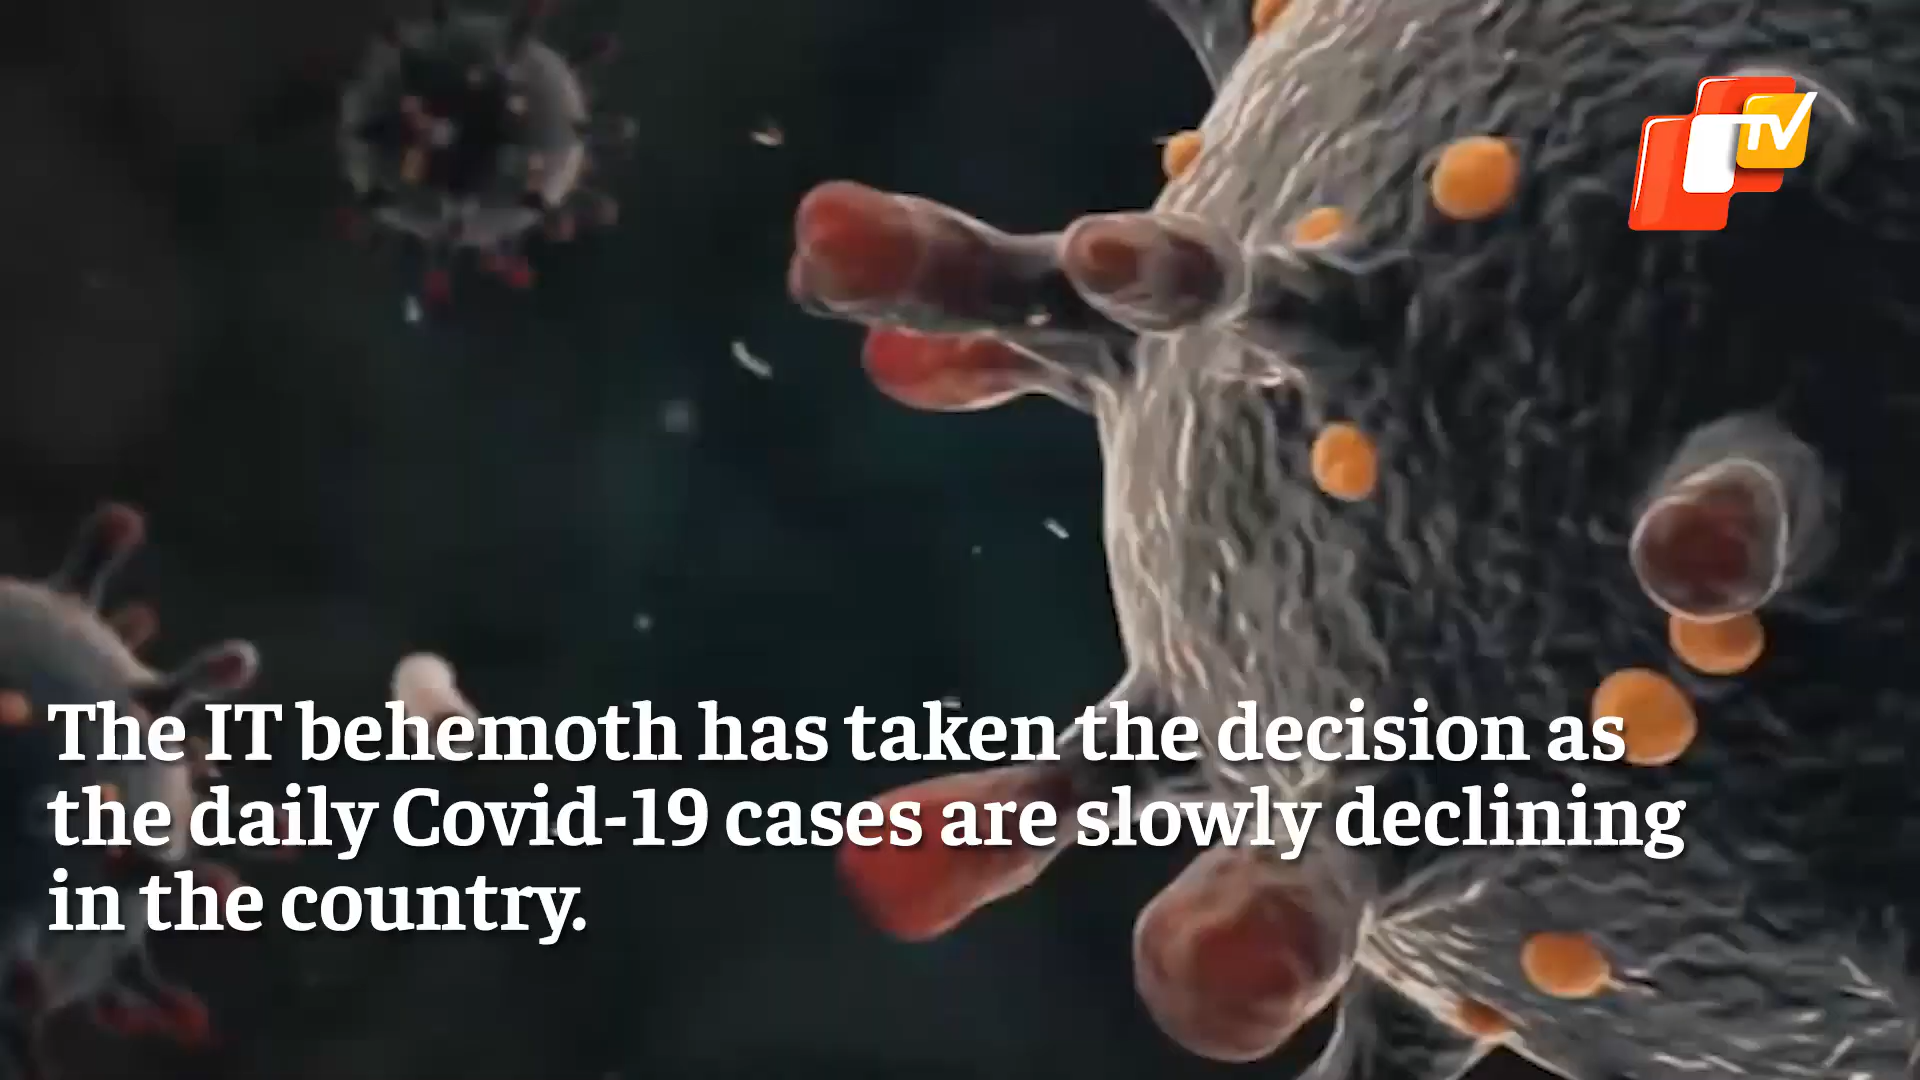 TV
The IT behemoth has taken the decision as
the daily Covid-19 cases are slowly declining
in the country.